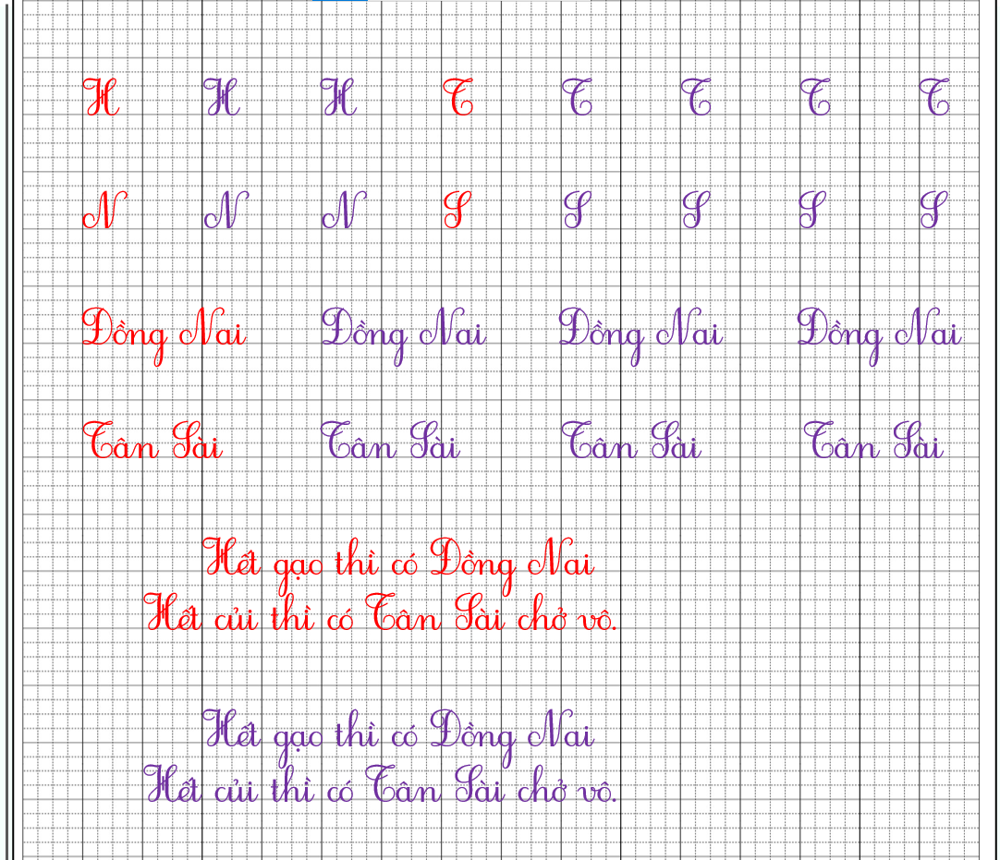 H H H T T T T T
N N N S S S S S
Đồng Nai Đồng Nai Đồng Nai Đồng Nai
Tân Sài Tân Sài Tân Sài Tân Sài
Hết gạo thì có Đồng Nai
Hết củi thì có Tân Sài chở vô.
Hết gạo thì có Đồng Nai
Hết củi thì có Tân Sài chở vô.